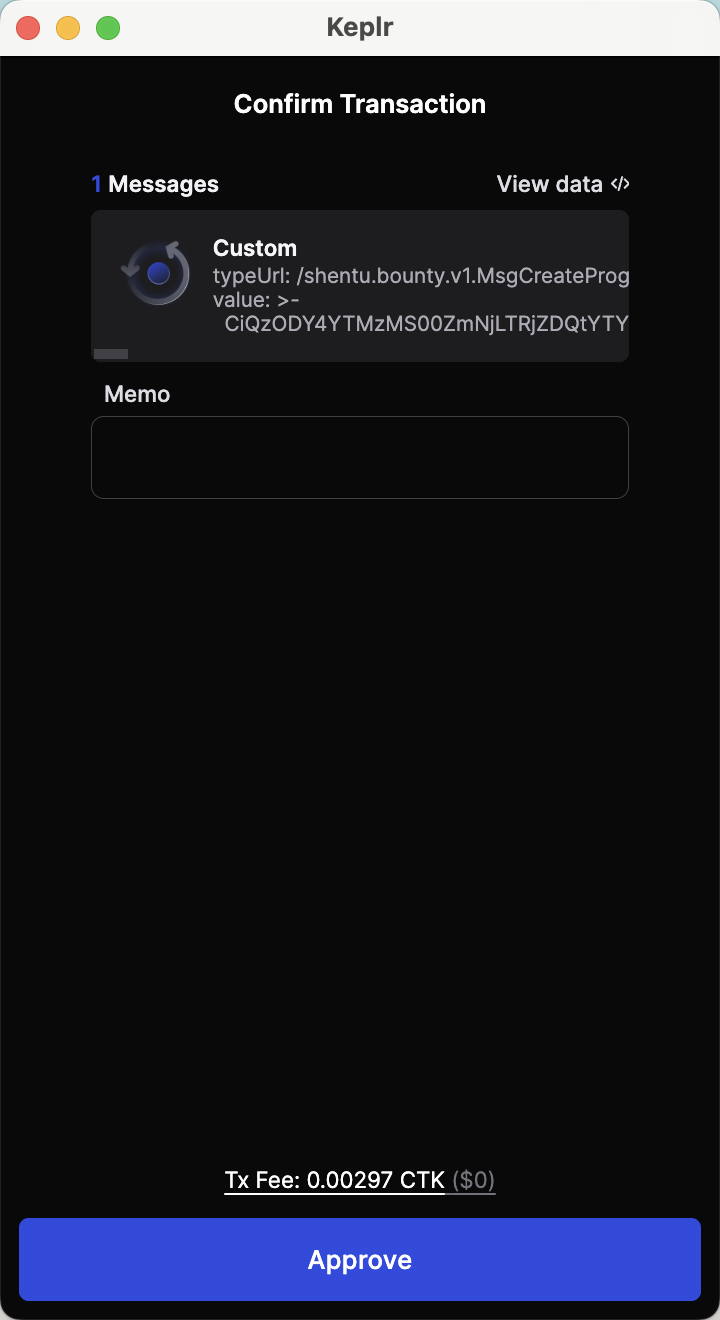 Keplr
Confirm Transaction
1 Messages
View data </>
Custom
typeUrl: /shentu.bounty.v1.MsgCreateProg
value: >-
CiQzODY4YTMzMS00ZmNjLTRjZDQtYTY
Memo
Tx Fee: 0.00297 CTK ($0)
Approve